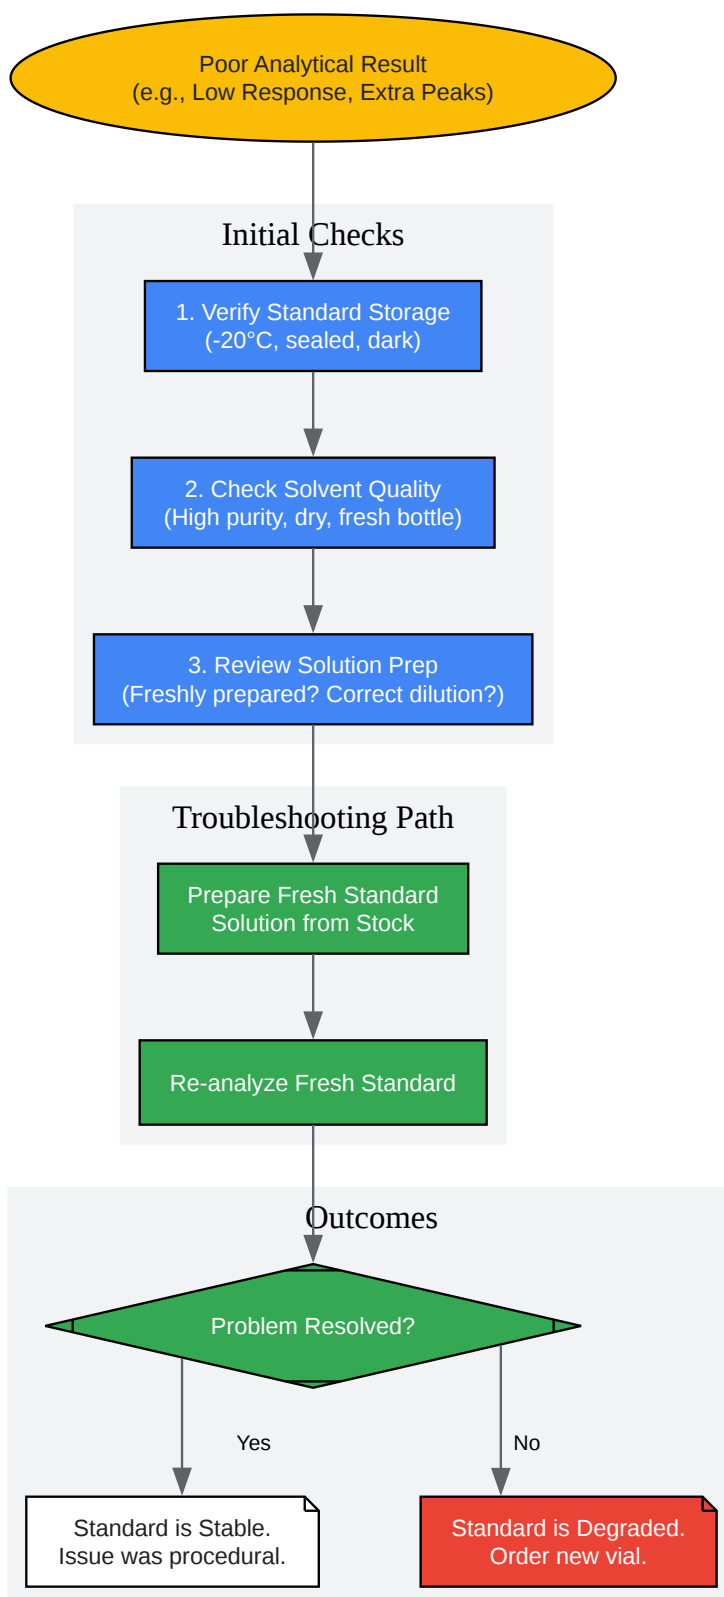 Poor Analytical Result
(e.g., Low Response, Extra Peaks)
Initial Checks
1. Verify Standard Storage
(-20°C, sealed, dark)
2. Check Solvent Quality
(High purity, dry, fresh bottle)
3. Review Solution Prep
(Freshly prepared? Correct dilution?)
Troubleshooting Path
Prepare Fresh Standard
Solution from Stock
Re-analyze Fresh Standard
Outcomes
Problem Resolved?
Yes
No
Standard is Stable.
Issue was procedural.
Standard is Degraded.
Order new vial.